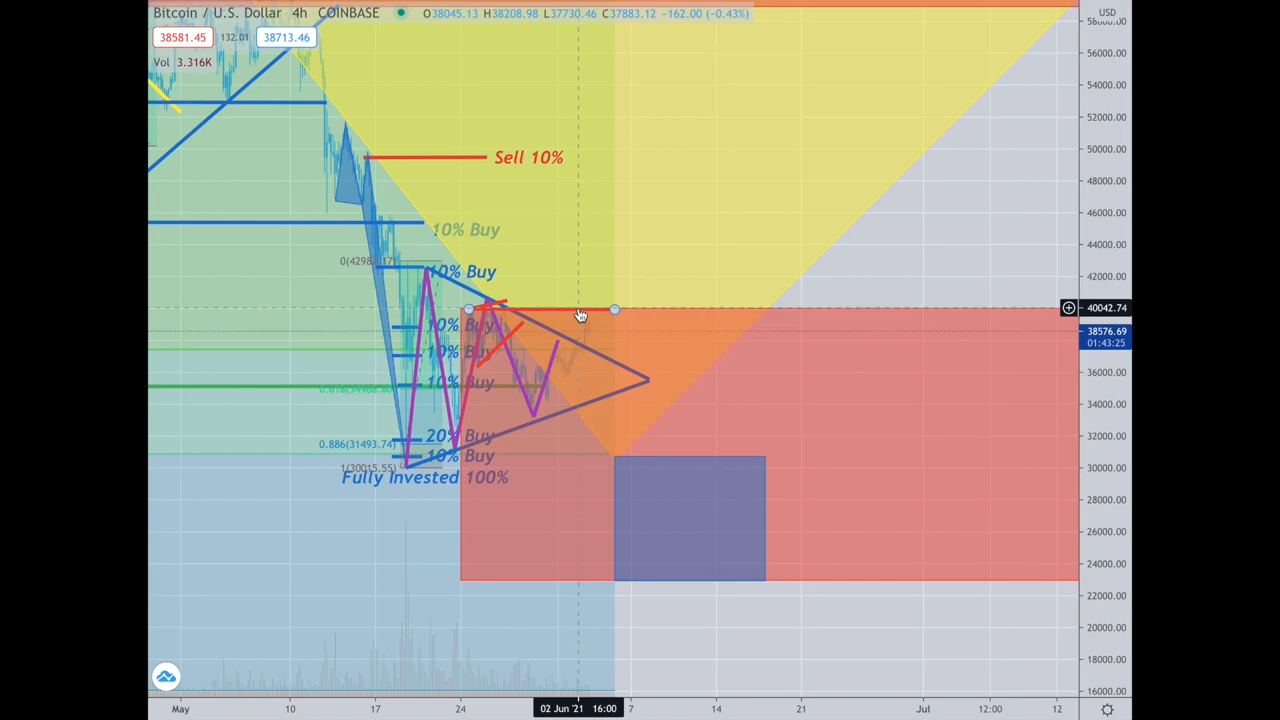 Bitcoin / U.S. Dollar 4h COINBASE O38045.13 H38208.98 L37730.46 C37883.12 −162.00 (−0.43%)
USD
38581.45 132.01 38713.46
Vol 3.316K
58000.00
56000.00
54000.00
52000.00
50000.00
48000.00
46000.00
44000.00
42000.00
40042.74
38576.69
01:43:25
36000.00
34000.00
32000.00
30000.00
28000.00
26000.00
24000.00
22000.00
20000.00
18000.00
16000.00
Sell 10%
10% Buy
10% Buy
10% Buy
10% Buy
10% Buy
20% Buy
10% Buy
Fully Invested 100%
0.886(31493.74)
1(30015.55)
May 10 17 24 02 Jun '21 16:00 7 14 21 Jul 12:00 12